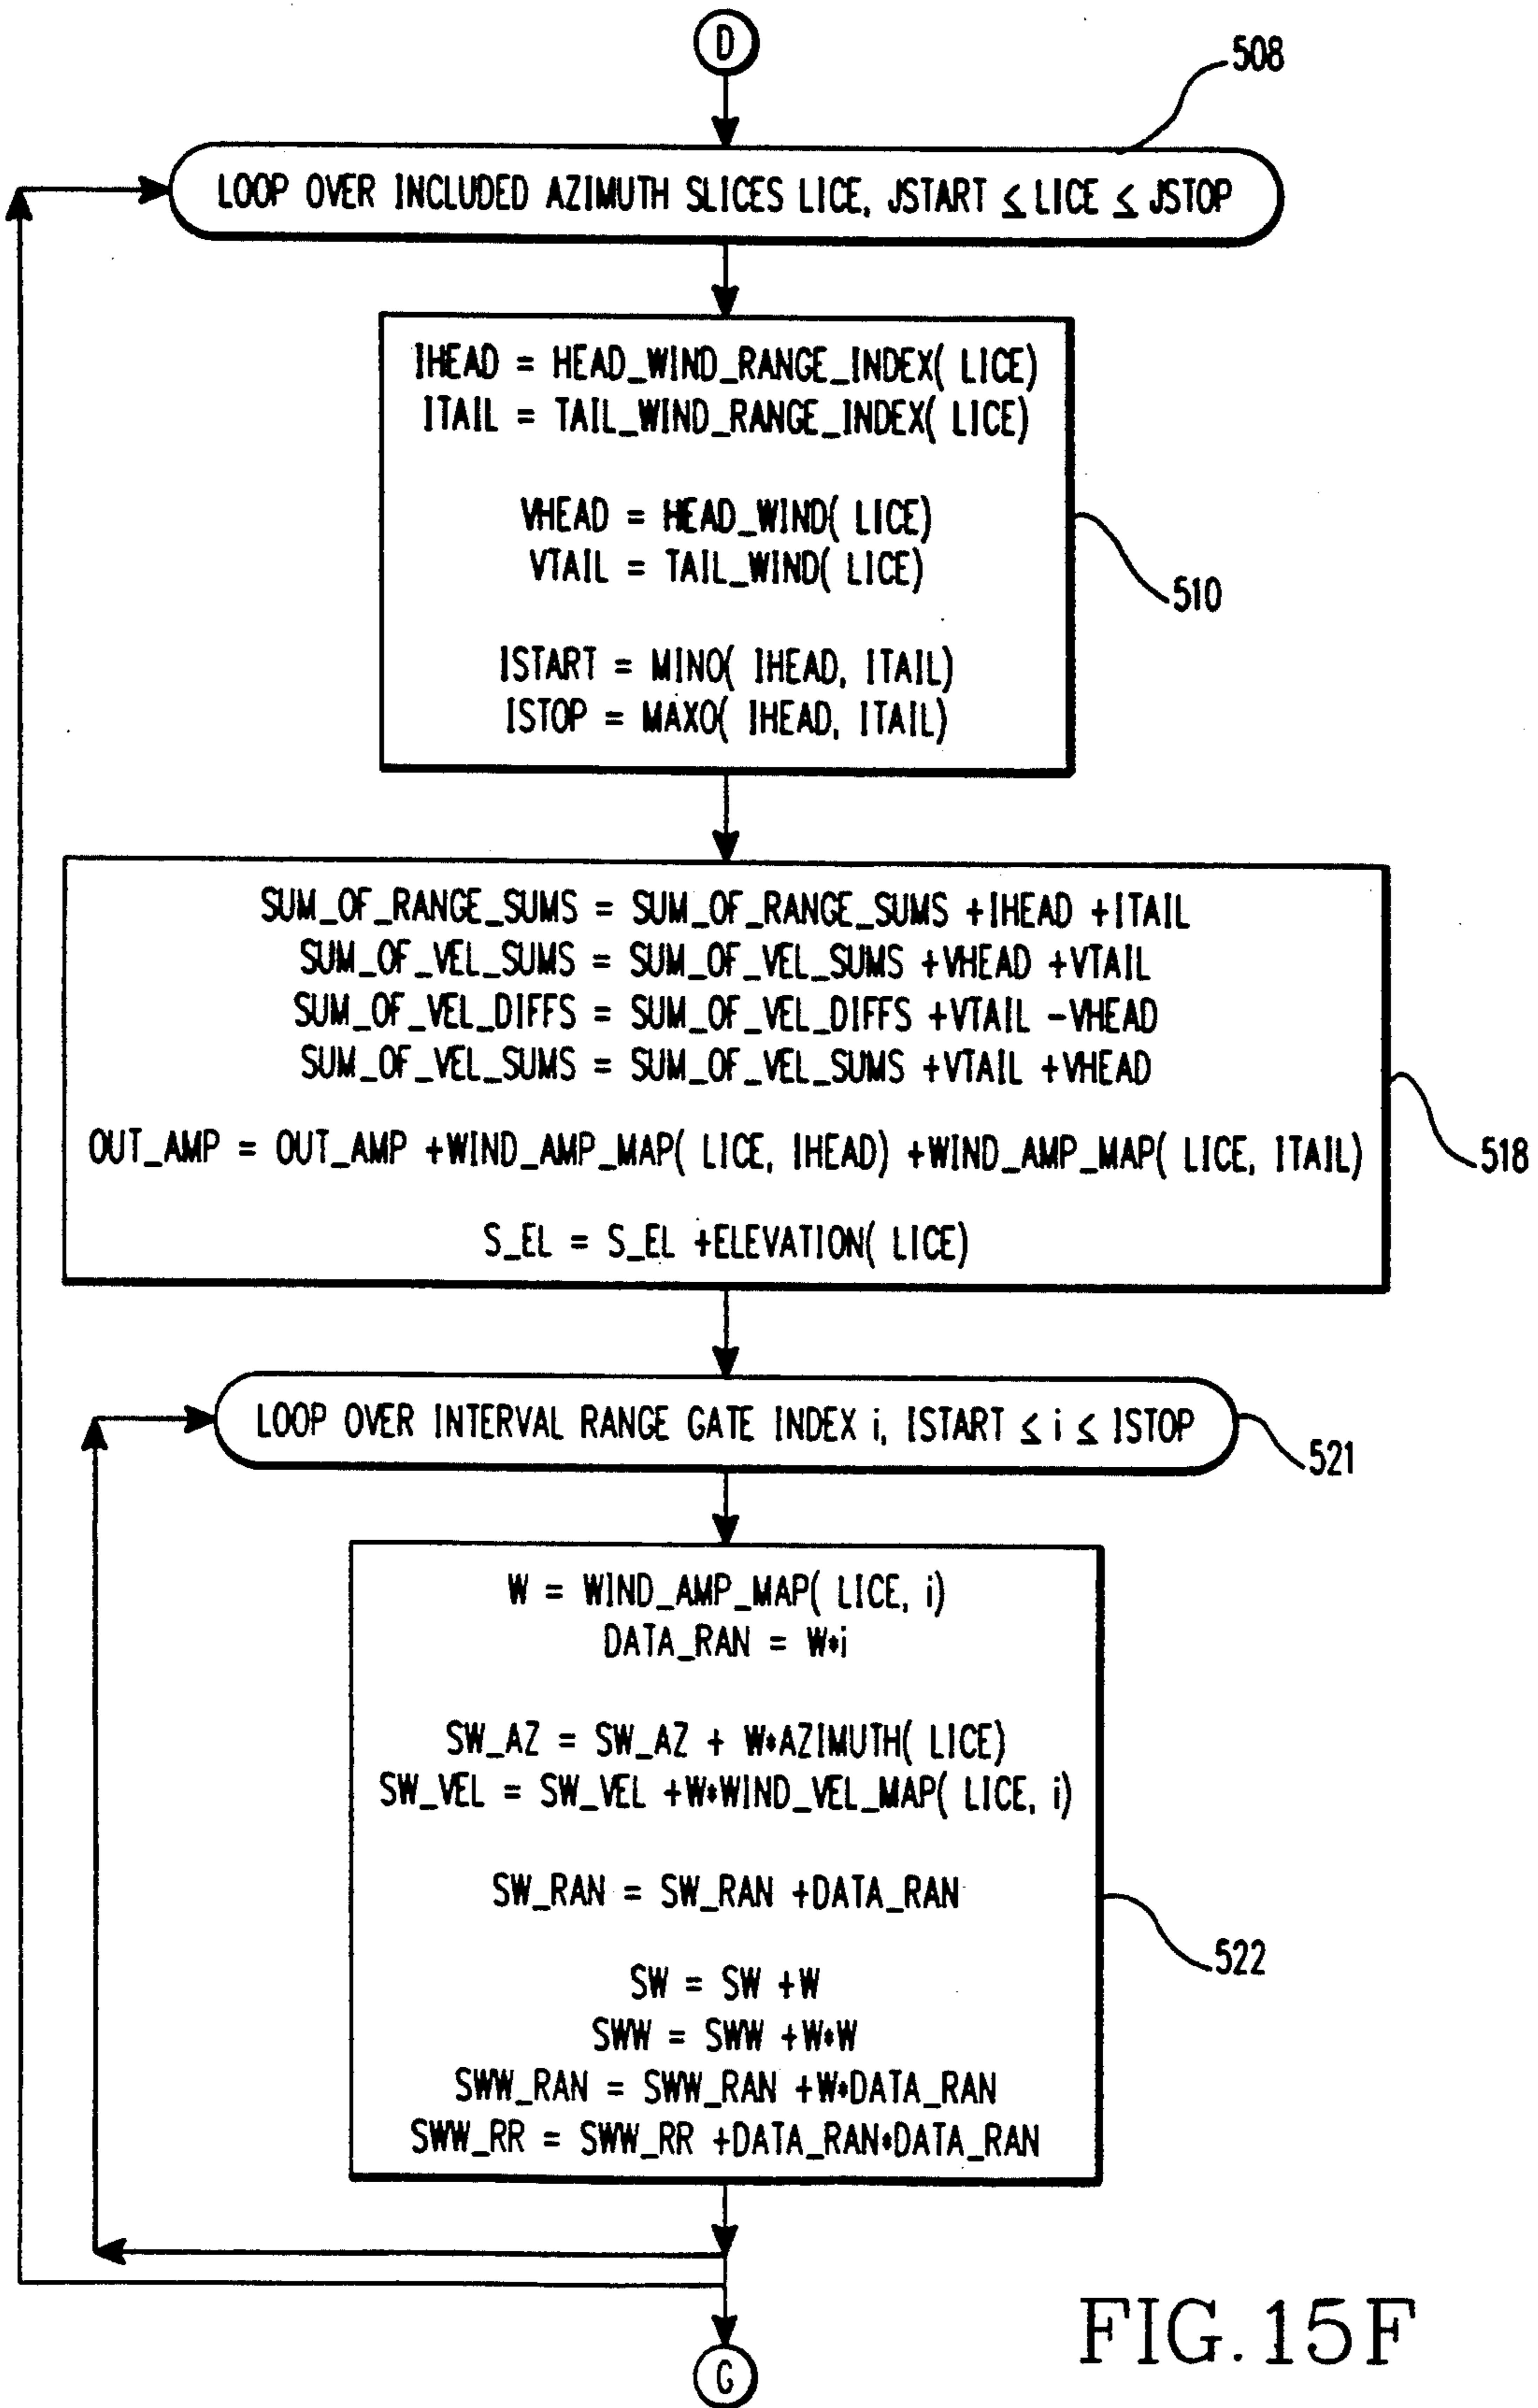 D
508
LOOP OVER INCLUDED AZIMUTH SLICES LICE, JSTART ≤ LICE ≤ JSTOP
IHEAD = HEAD_WIND_RANGE_INDEX( LICE)
ITAIL = TAIL_WIND_RANGE_INDEX( LICE)
VHEAD = HEAD_WIND( LICE)
VTAIL = TAIL_WIND( LICE)
510
ISTART = MINO( IHEAD, ITAIL)
ISTOP = MAXO( IHEAD, ITAIL)
SUM_OF_RANGE_SUMS = SUM_OF_RANGE_SUMS +IHEAD +ITAIL
SUM_OF_VEL_SUMS = SUM_OF_VEL_SUMS +VHEAD +VTAIL
SUM_OF_VEL_DIFFS = SUM_OF_VEL_DIFFS +VTAIL -VHEAD
SUM_OF_VEL_SUMS = SUM_OF_VEL_SUMS +VTAIL +VHEAD
OUT_AMP = OUT_AMP +WIND_AMP_MAP( LICE, IHEAD) +WIND_AMP_MAP( LICE, ITAIL)
518
S_EL = S_EL +ELEVATION( LICE)
LOOP OVER INTERVAL RANGE GATE INDEX i, ISTART ≤ i ≤ ISTOP
521
W = WIND_AMP_MAP( LICE, i)
DATA_RAN = W*i
SW_AZ = SW_AZ + W*AZIMUTH( LICE)
SW_VEL = SW_VEL +W*WIND_VEL_MAP( LICE, i)
SW_RAN = SW_RAN +DATA_RAN
522
SW = SW +W
SWW = SWW +W*W
SWW_RAN = SWW_RAN +W*DATA_RAN
SWW_RR = SWW_RR +DATA_RAN*DATA_RAN
G
FIG. 15F